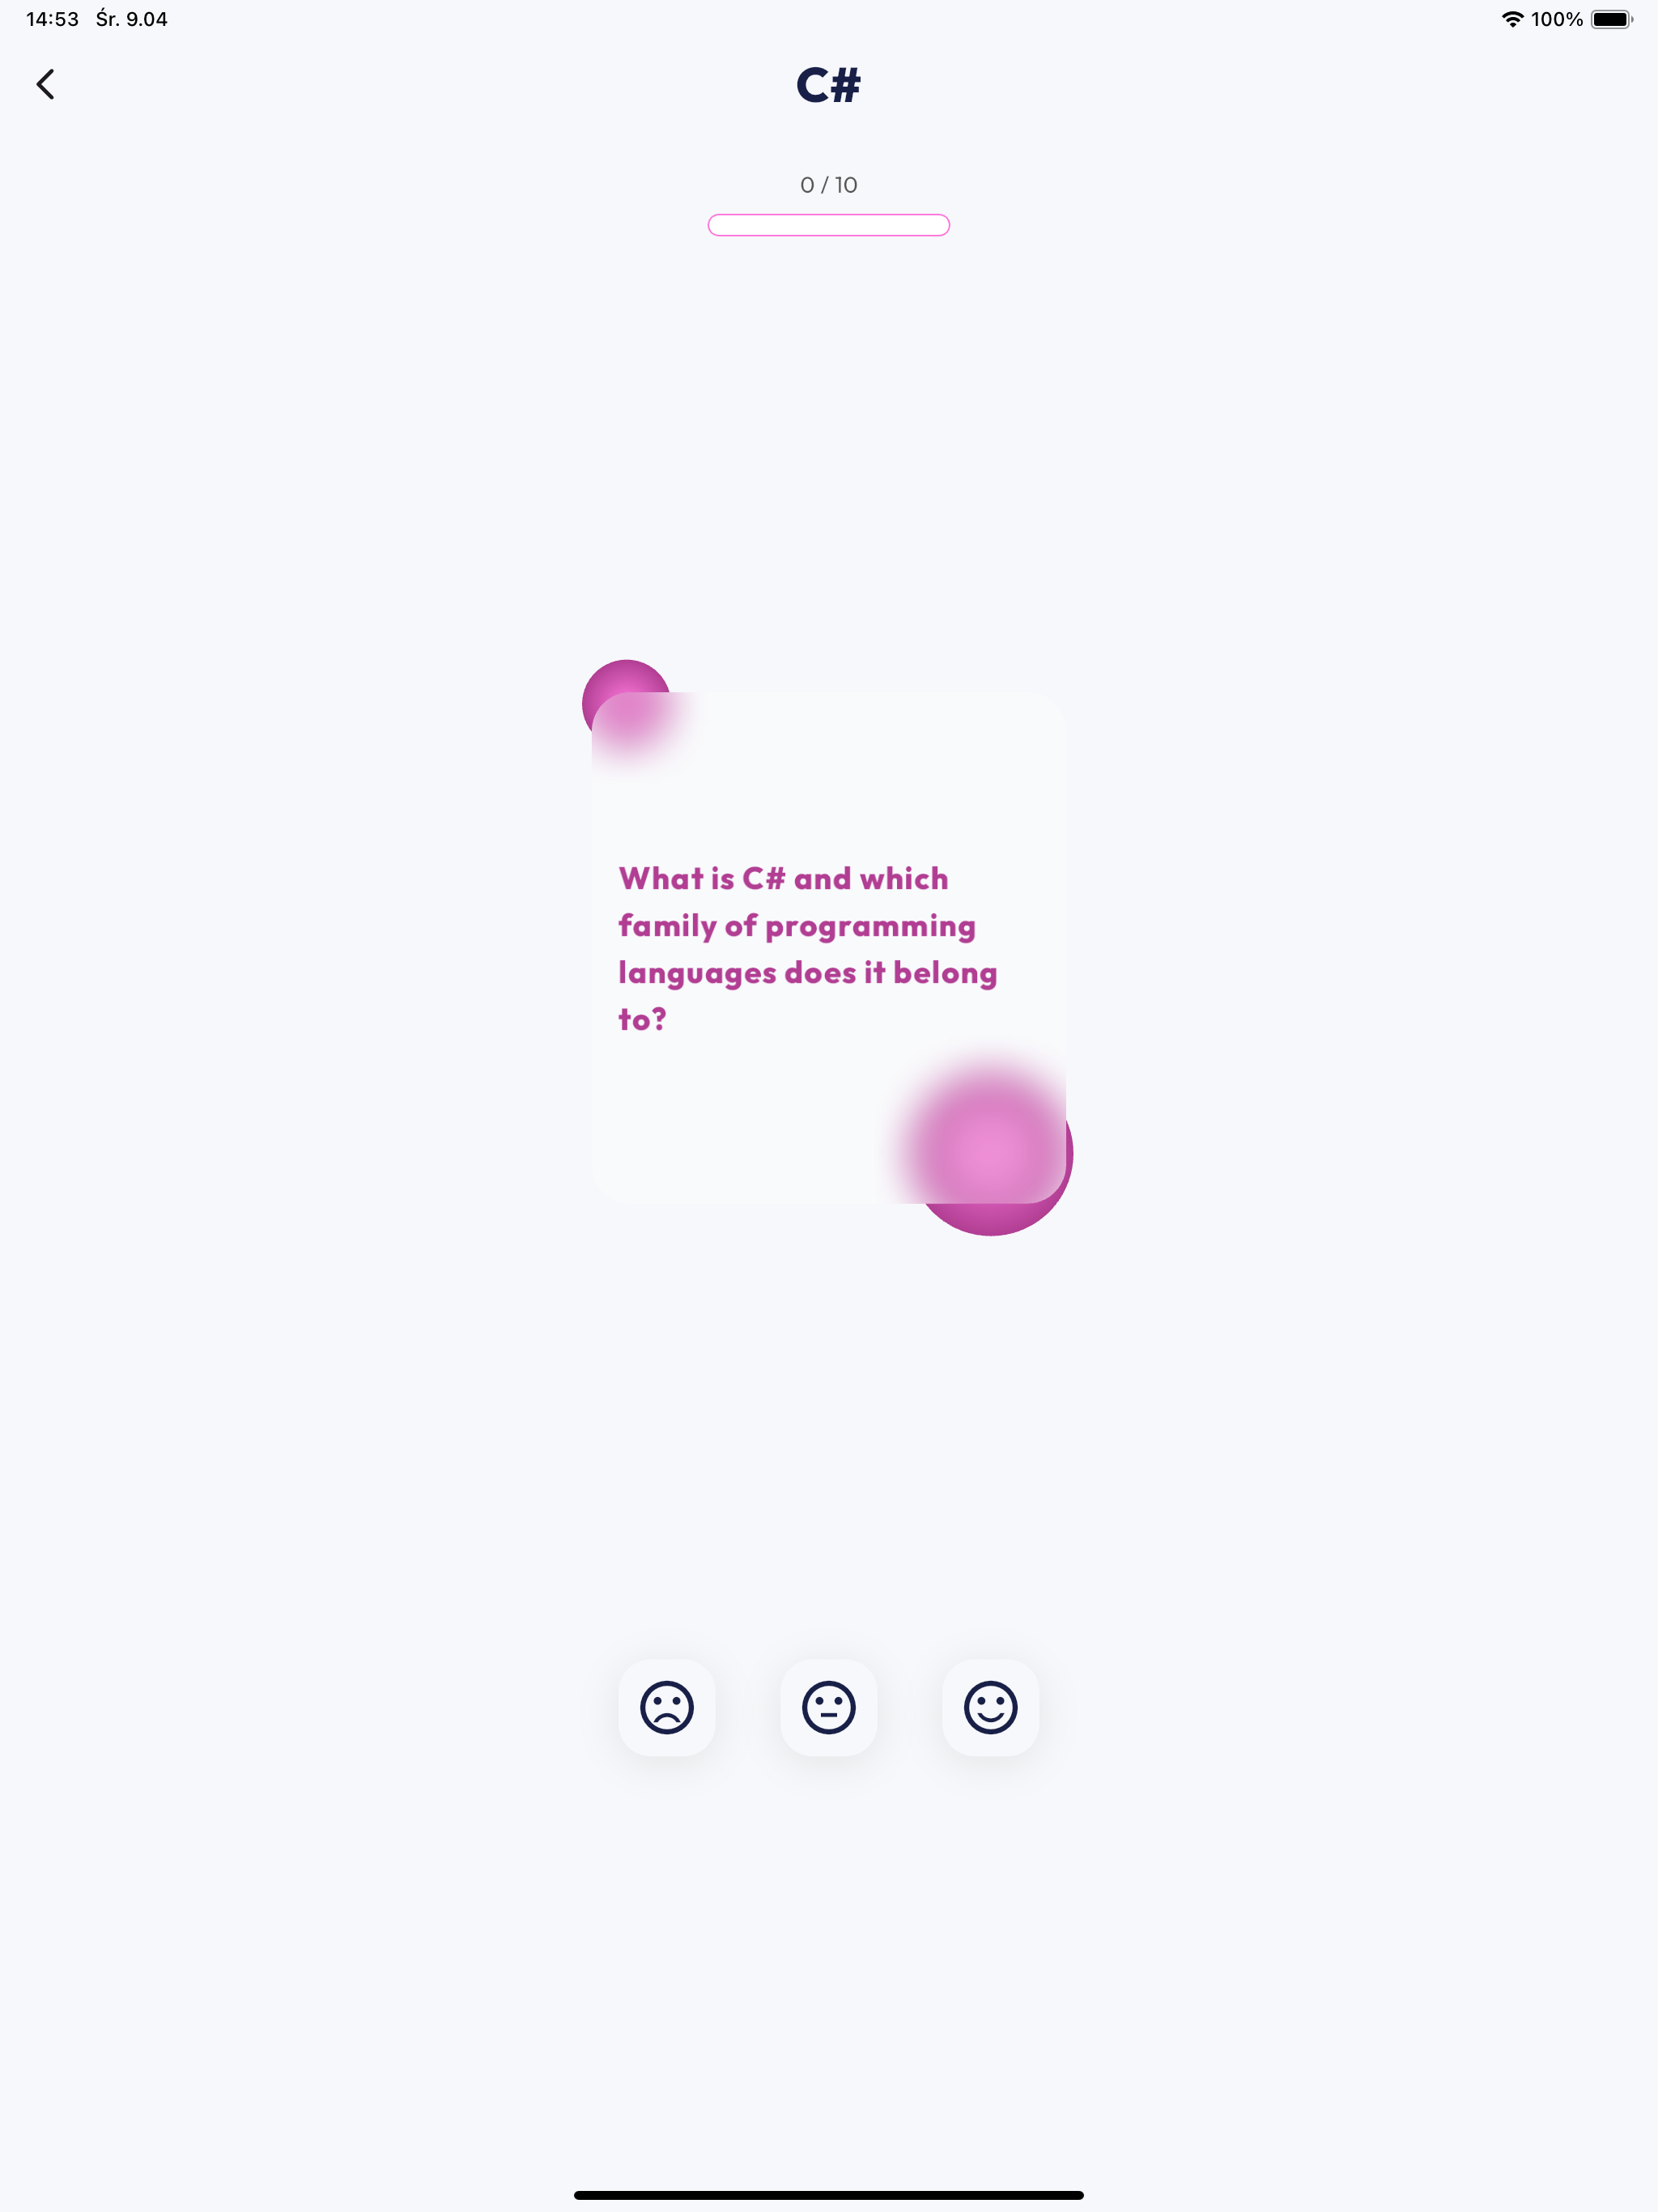 14:53 Śr. 9.04
100%
C#
0 / 10
What is C# and which
family of programming
languages does it belong
to?